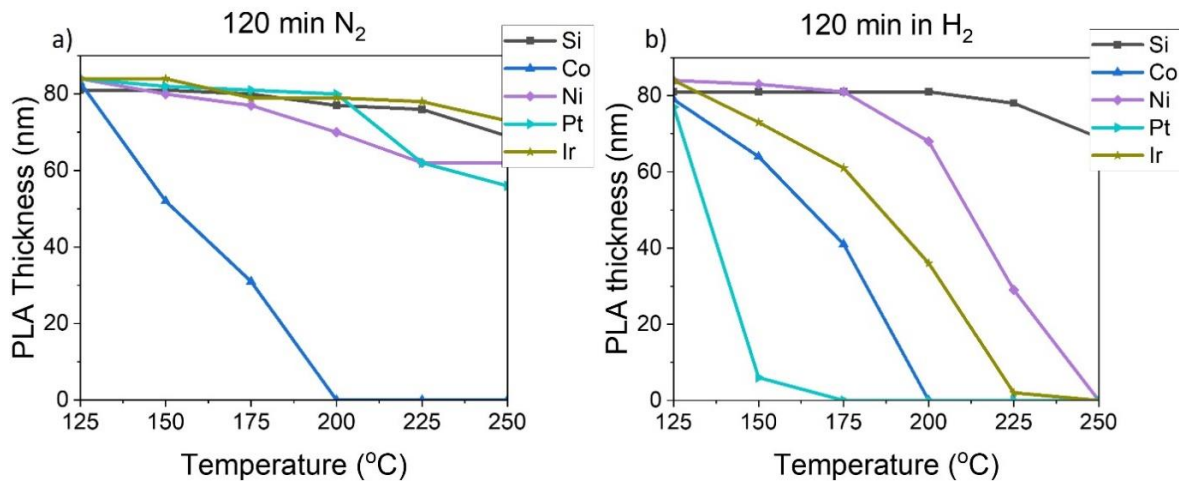 a)
120 min N₂
Si
Co
Ni
Pt
Ir
PLA Thickness (nm)
80
60
40
20
0
125 150 175 200 225 250
Temperature (°C)
b)
120 min in H₂
Si
Co
Ni
Pt
Ir
PLA thickness (nm)
80
60
40
20
0
125 150 175 200 225 250
Temperature (°C)